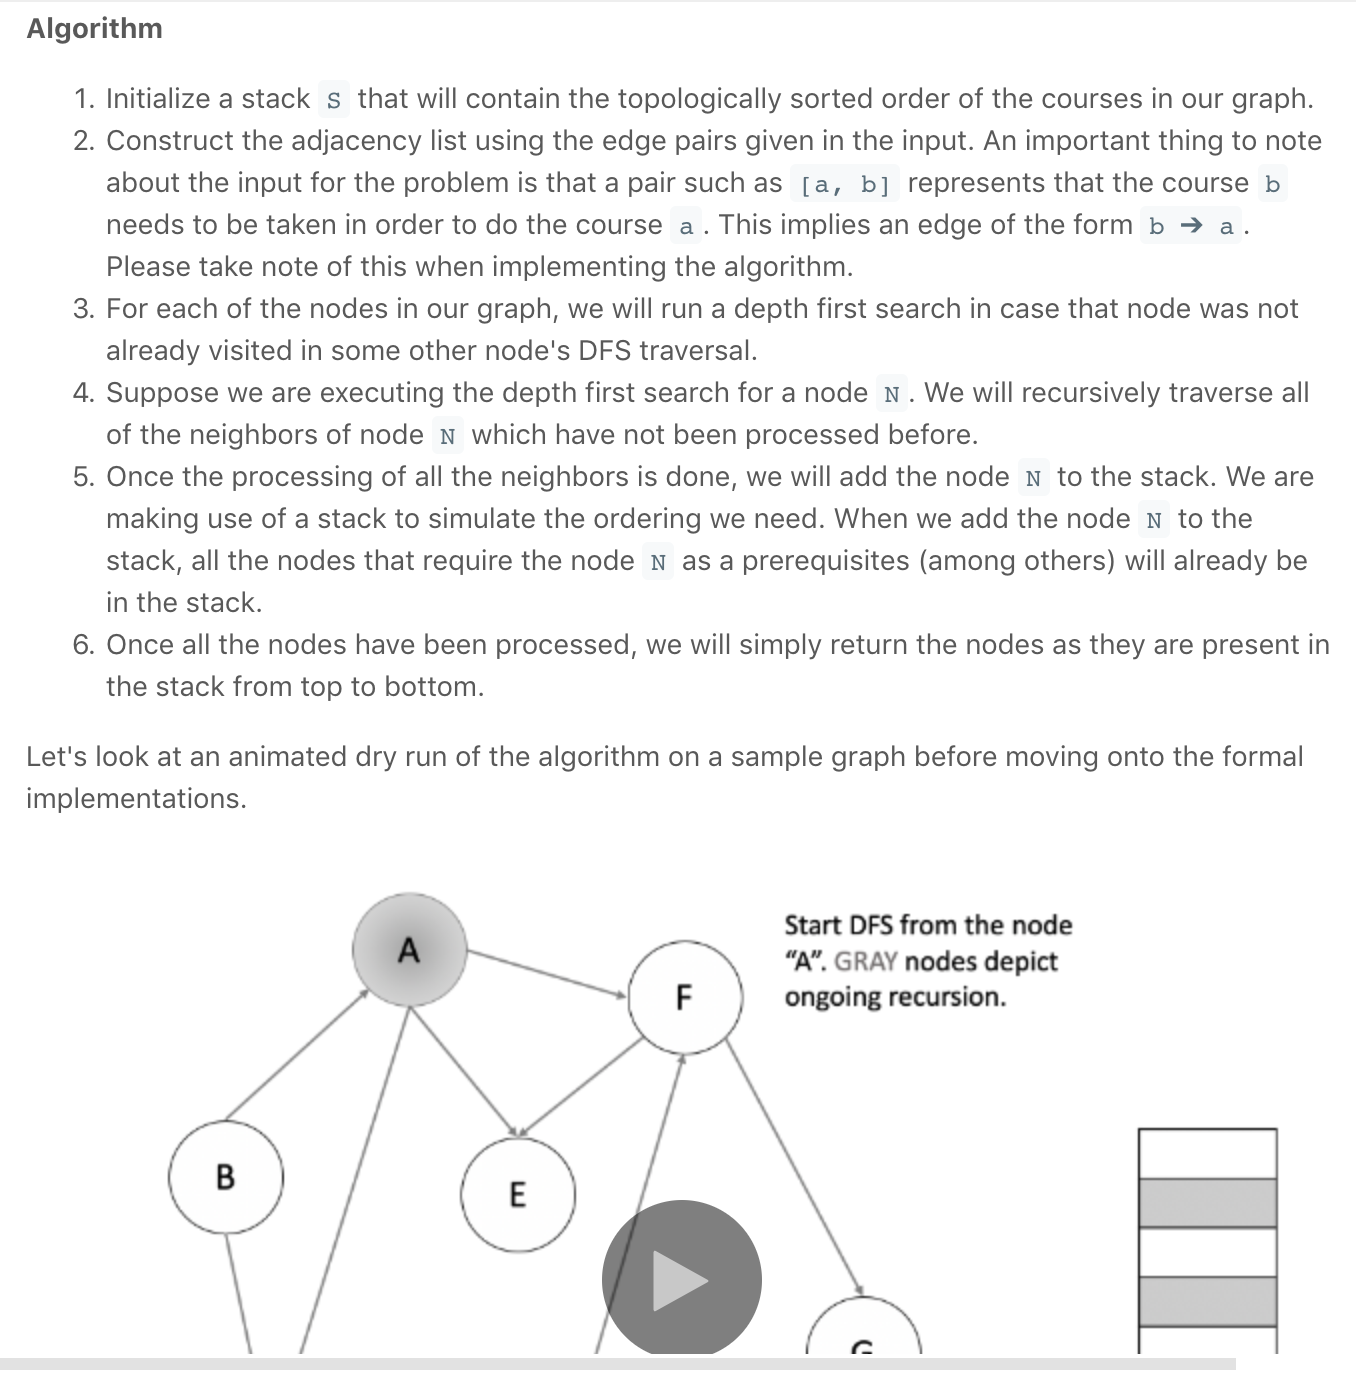 Algorithm
1. Initialize a stack S that will contain the topologically sorted order of the courses in our graph.
2. Construct the adjacency list using the edge pairs given in the input. An important thing to note
about the input for the problem is that a pair such as [a, b] represents that the course b
needs to be taken in order to do the course a. This implies an edge of the form b ➔ a.
Please take note of this when implementing the algorithm.
3. For each of the nodes in our graph, we will run a depth first search in case that node was not
already visited in some other node's DFS traversal.
4. Suppose we are executing the depth first search for a node N. We will recursively traverse all
of the neighbors of node N which have not been processed before.
5. Once the processing of all the neighbors is done, we will add the node N to the stack. We are
making use of a stack to simulate the ordering we need. When we add the node N to the
stack, all the nodes that require the node N as a prerequisites (among others) will already be
in the stack.
6. Once all the nodes have been processed, we will simply return the nodes as they are present in
the stack from top to bottom.
Let's look at an animated dry run of the algorithm on a sample graph before moving onto the formal
implementations.
Start DFS from the node
“A”. GRAY nodes depict
ongoing recursion.
A
F
B
E
G